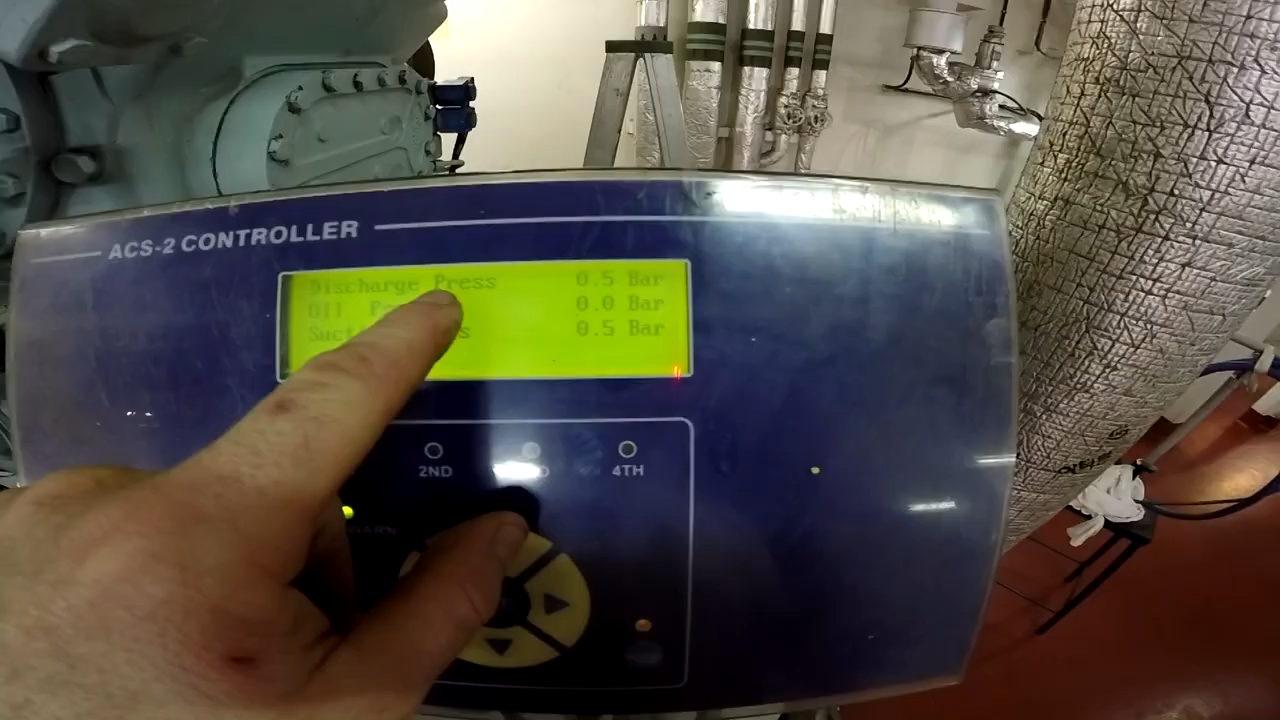 ACS-2 CONTROLLER
Discharge Press 0.5 Bar
Oil 0.0 Bar
0.5 Bar
2ND
4TH